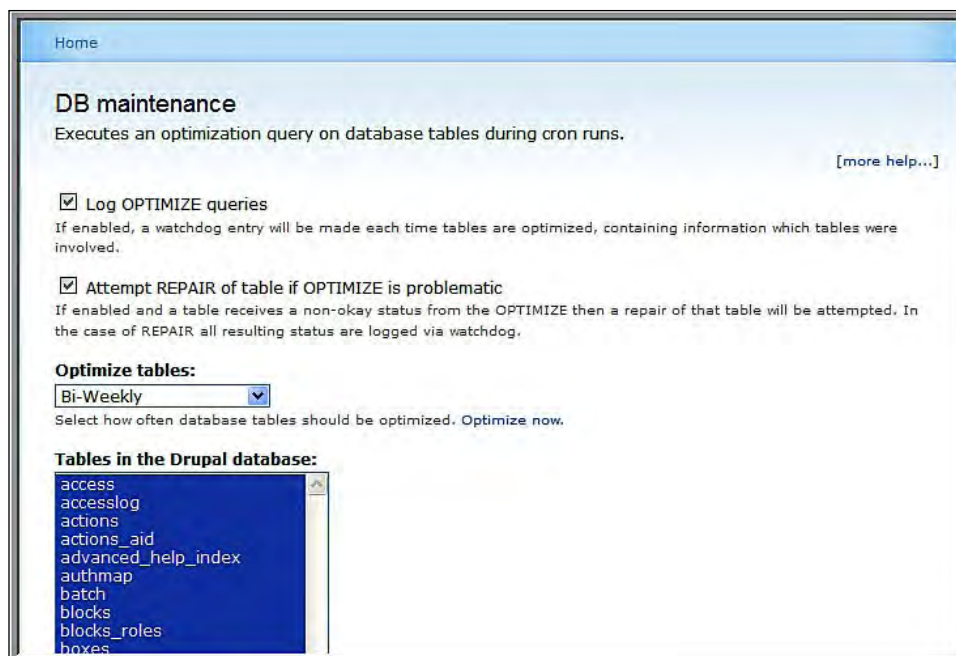 Home
DB maintenance
Executes an optimization query on database tables during cron runs.
[more help...]
Log OPTIMIZE queries
If enabled, a watchdog entry will be made each time tables are optimized, containing information which tables were
involved.
Attempt REPAIR of table if OPTIMIZE is problematic
If enabled and a table receives a non-okay status from the OPTIMIZE then a repair of that table will be attempted. In
the case of REPAIR all resulting status are logged via watchdog.
Optimize tables:
Bi-Weekly
Select how often database tables should be optimized. Optimize now.
Tables in the Drupal database:
access
accesslog
actions
actions_aid
advanced_help_index
authmap
batch
blocks
blocks_roles
boxes